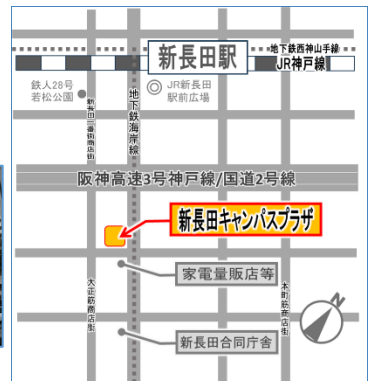 新長田駅
地下鉄西神山手線
JR神戸線
鉄人28号
若松公園
JR新長田
駅前広場
新長田一番街商店街
地下鉄海岸線
阪神高速3号神戸線/国道2号線
新長田キャンパスプラザ
家電量販店等
大正筋商店街
本町筋商店街
新長田合同庁舎
N